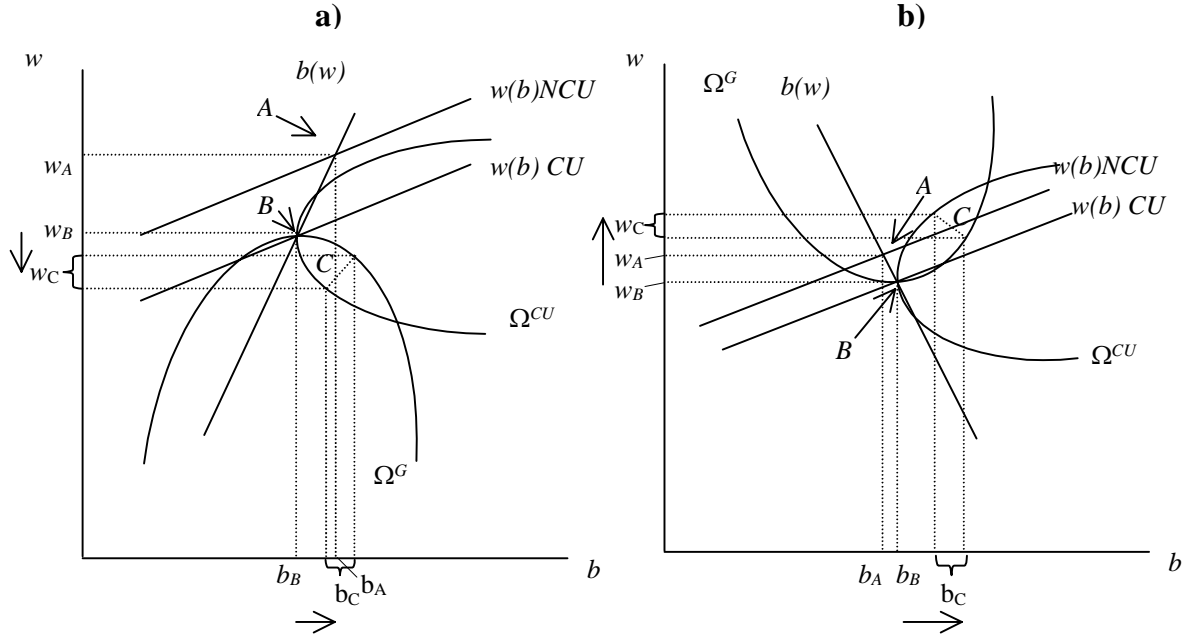 a)
w
b(w)
A
w(b)NCU
w_A
w(b) CU
B
w_B
w_C
C
Ω^CU
Ω^G
b_B
b_C
b_A
b
b)
w
Ω^G
b(w)
A
w(b)NCU
w(b) CU
C
w_C
w_A
w_B
B
Ω^CU
b_A
b_B
b_C
b